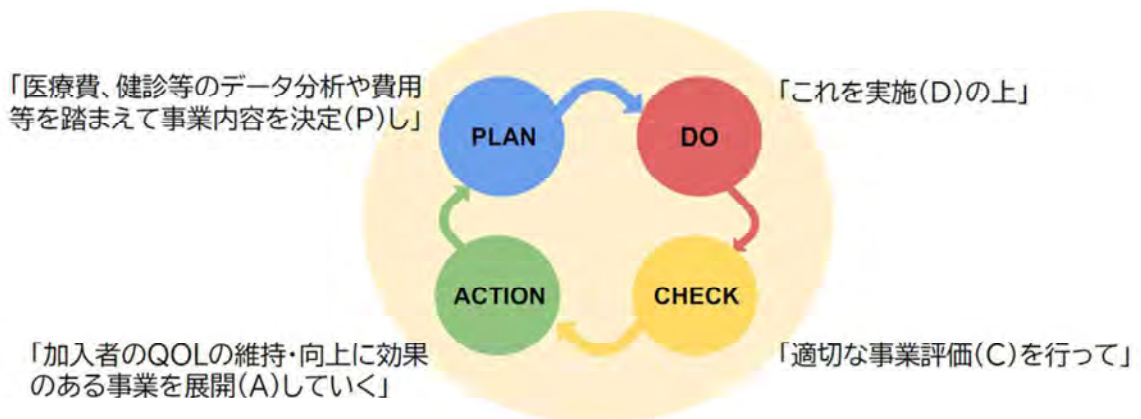 「医療費、健診等のデータ分析や費用
等を踏まえて事業内容を決定(P)し」
PLAN
DO
「これを実施(D)の上」
ACTION
CHECK
「加入者のQOLの維持・向上に効果
のある事業を展開(A)していく」
「適切な事業評価(C)を行って」